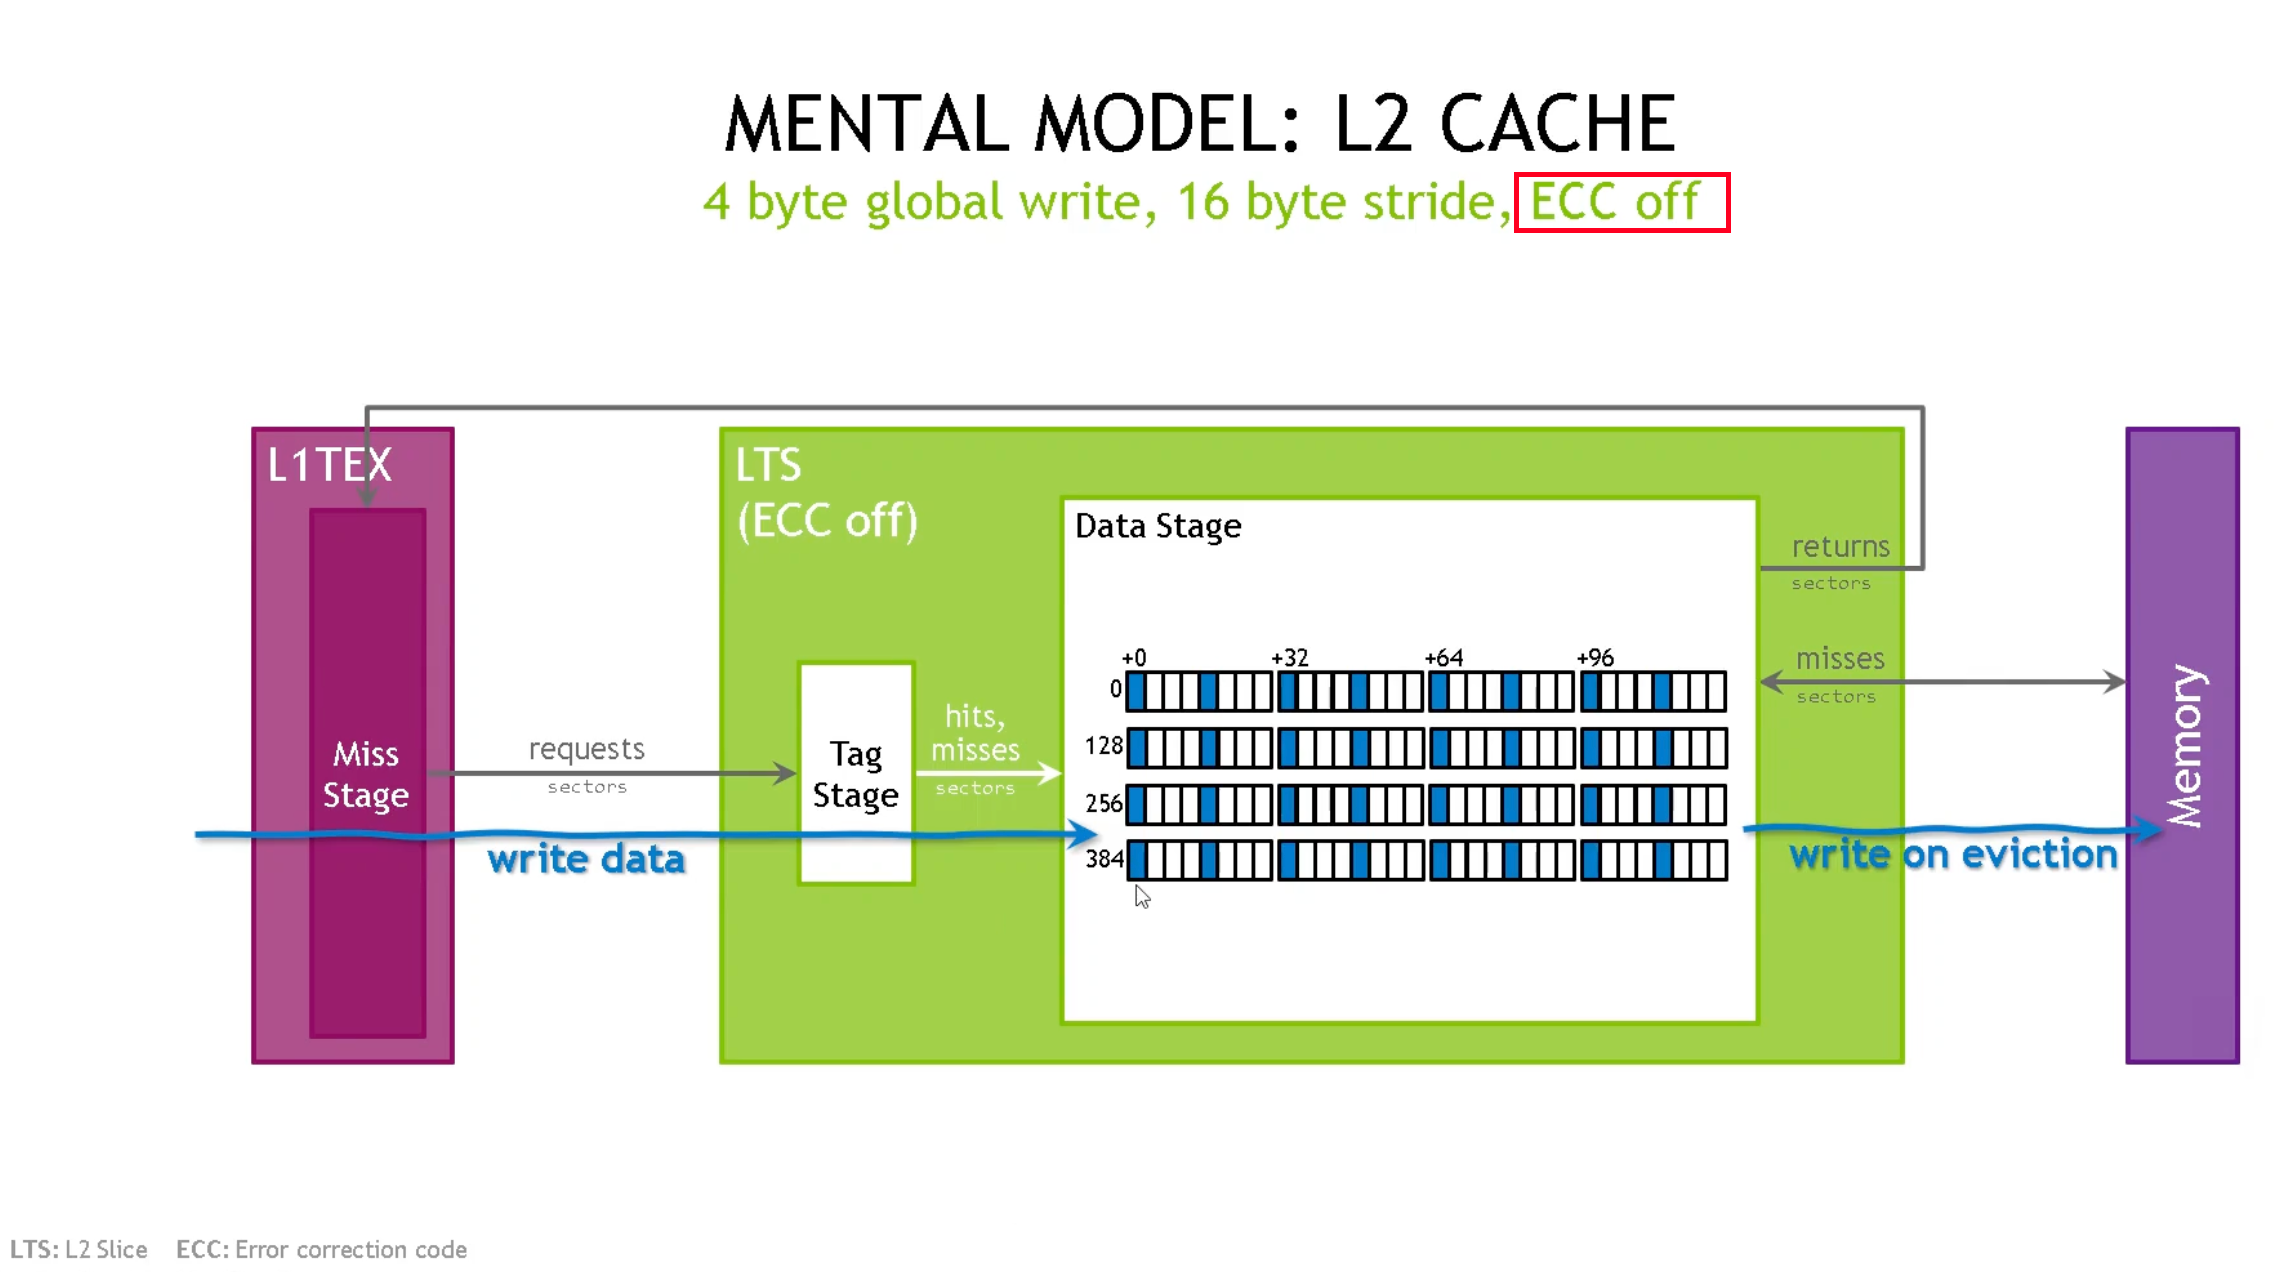 MENTAL MODEL: L2 CACHE
4 byte global write, 16 byte stride, ECC off
L1TEX
Miss
Stage
requests
sectors
write data
LTS
(ECC off)
Tag
Stage
hits,
misses
sectors
Data Stage
+0 +32 +64 +96
0
128
256
384
returns
sectors
misses
sectors
write on eviction
Memory
LTS: L2 Slice ECC: Error correction code